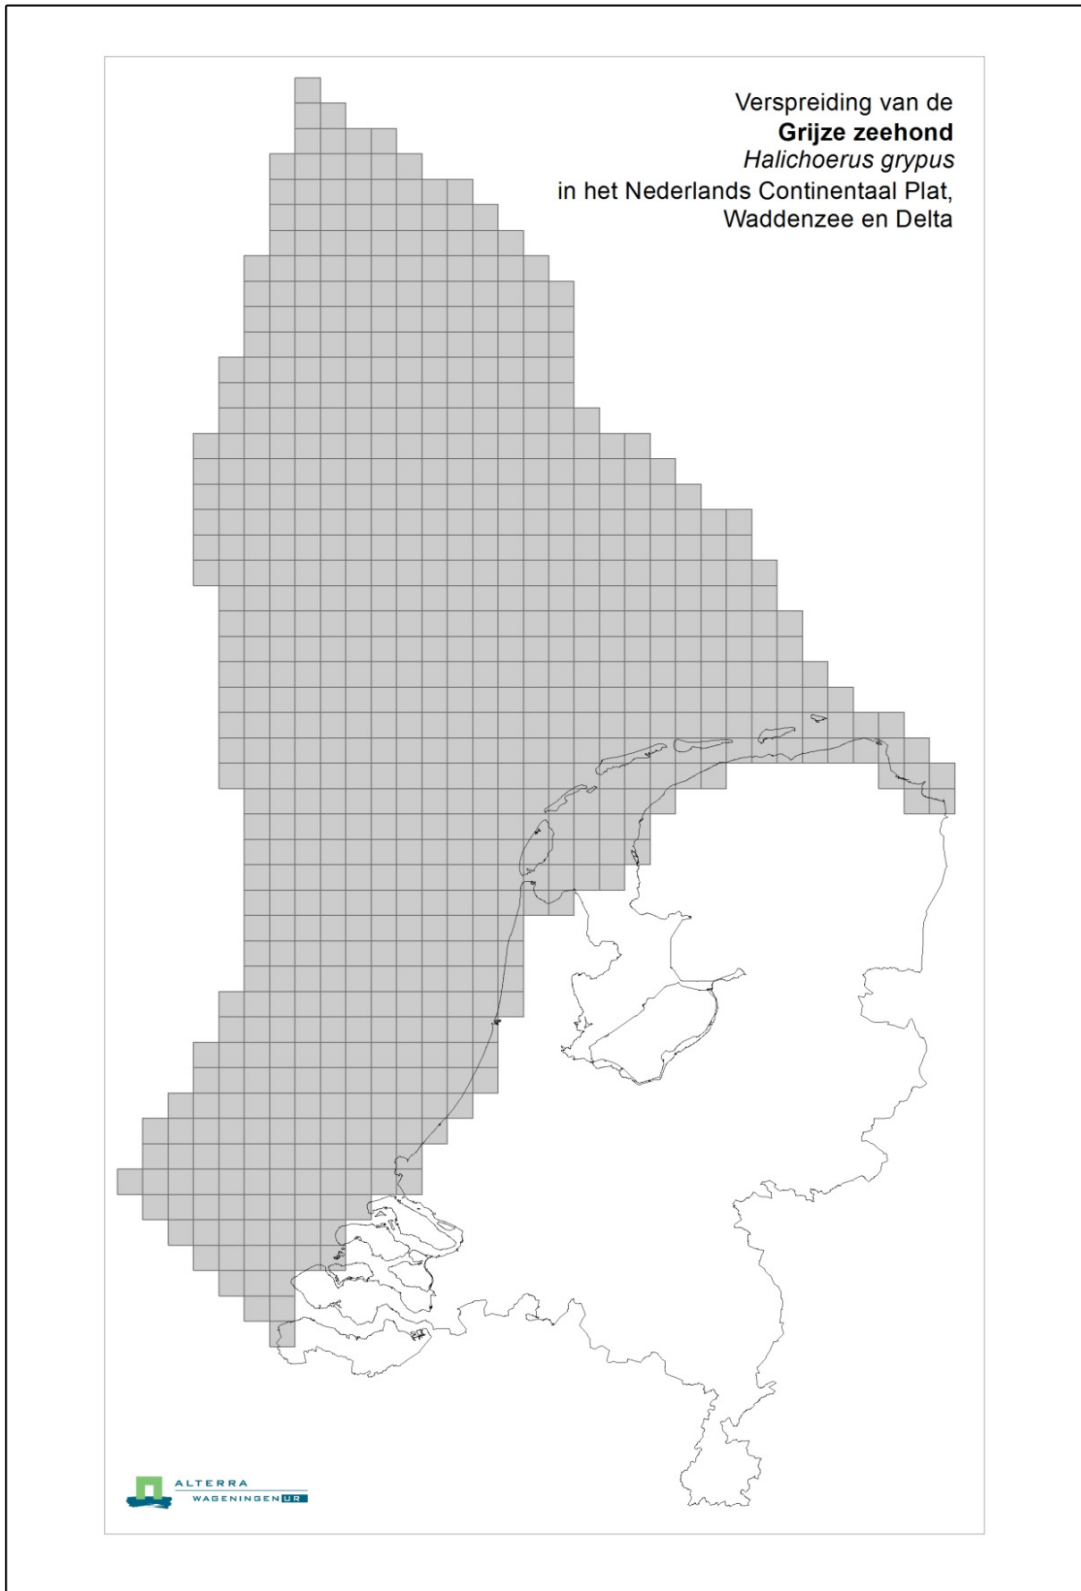 Verspreiding van de
Grijze zeehond
Halichoerus grypus
in het Nederlands Continentaal Plat,
Waddenzee en Delta
ALTERRA
WAGENINGEN UR